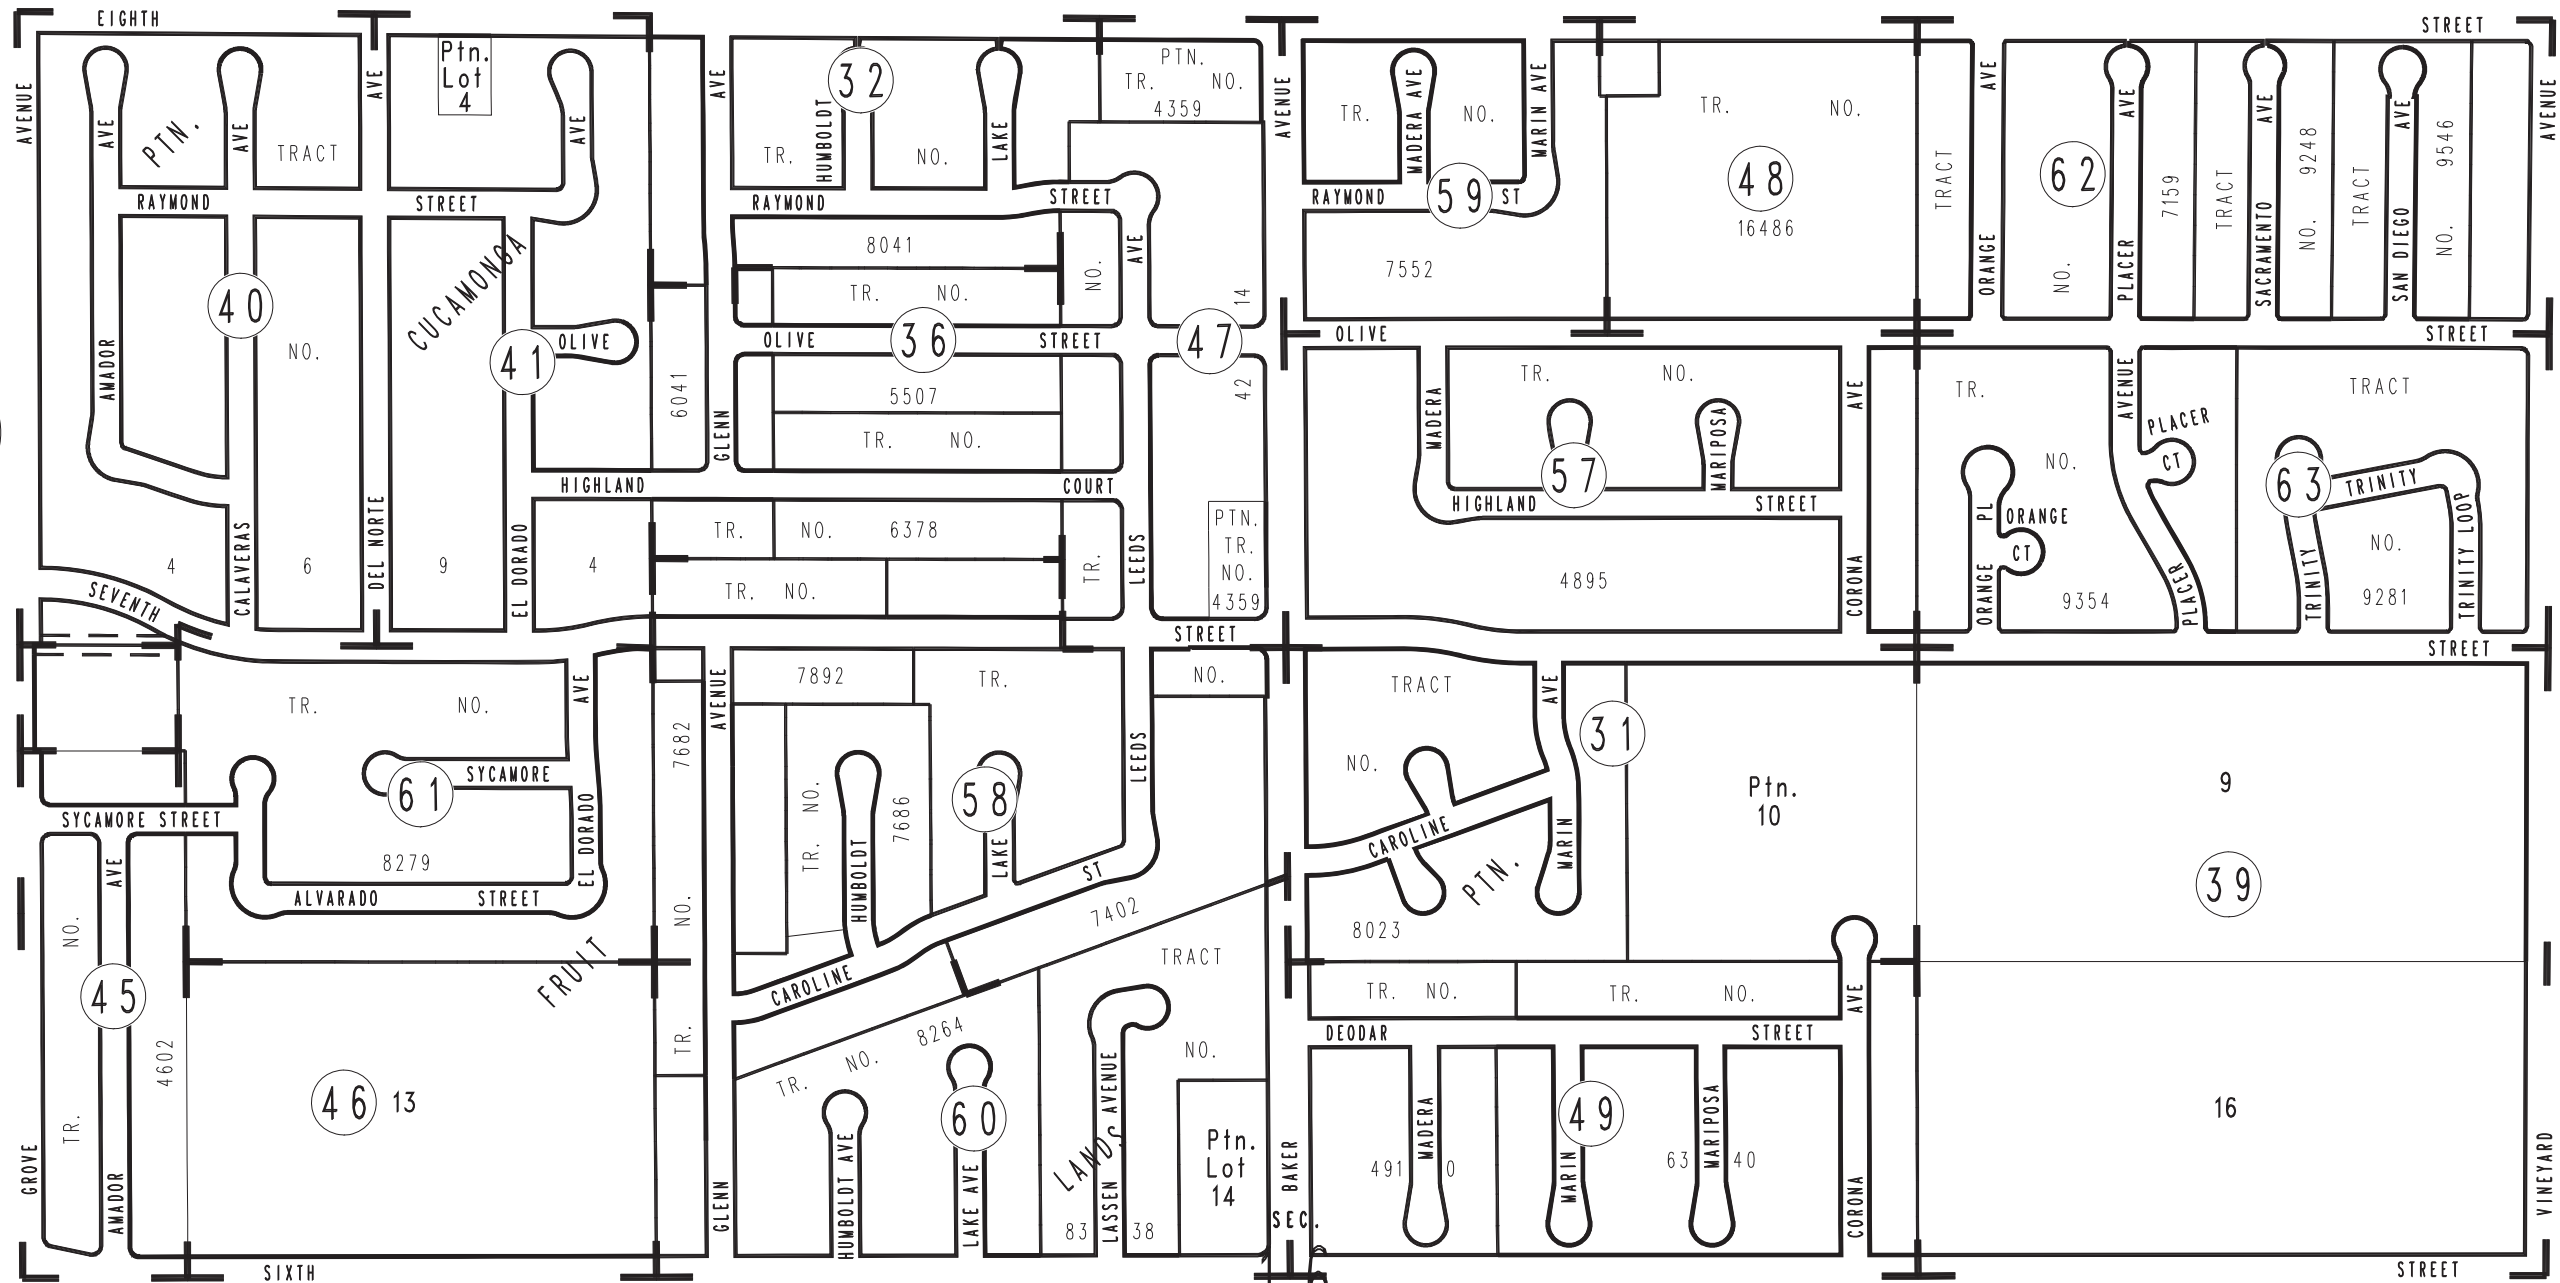 EIGHTH STREET
AVENUE
AVE
PTN.
AVE
TRACT
AVE
Ptn.
Lot
4
AVE
AVE
TR.
HUMBOLDT
32
NO.
LAKE
PTN.
TR. NO.
4359
AVENUE
TR.
MADERA AVE
NO.
MARIN AVE
TR. NO.
48
16486
TRACT
AVE
ORANGE
62
NO.
AVE
PLACER
7159
TRACT
AVE
SACRAMENTO
NO. 9248
TRACT
AVE
SAN DIEGO
NO. 9546
AVENUE
RAYMOND STREET
RAYMOND STREET
RAYMOND 59 ST
7552
AMADOR
40
NO.
CUCAMONGA
41
OLIVE
6041
GLENN
8041
TR. NO.
NO.
AVE
14
OLIVE 36 STREET
47
42
OLIVE STREET
5507
TR. NO.
MADERA
TR. NO.
57
MARIPOSA
AVE
TR.
NO.
AVENUE
PLACER
CT
TRACT
63
TRINITY
HIGHLAND COURT
HIGHLAND STREET
PL
ORANGE
CT
TRINITY LOOP
NO.
9281
TRINITY
PLACER
9354
ORANGE
CORONA
4895
PTN.
TR.
NO.
4359
LEEDS
TR.
TR. NO. 6378
TR. NO.
4
EL DORADO
9
DEL NORTE
6
CALAVERAS
4
SEVENTH STREET
STREET
TR. NO.
AVE
SYCAMORE
61
8279
EL DORADO
SYCAMORE STREET
ALVARADO STREET
AVE
NO.
TR.
45
4602
GROVE
AMADOR
46 13
FRUIT
7682
NO.
TR.
AVENUE
GLENN
7892
TR.
NO.
TR. NO.
7686
HUMBOLDT
58
LAKE
LEEDS
CAROLINE ST
7402
TR. NO. 8264
TRACT
NO.
HUMBOLDT AVE
60
LAKE AVE
LANDS
83
LASSEN AVENUE
38
Ptn.
Lot
14
BAKER
SEC.
TRACT
NO.
AVE
31
CAROLINE
MARIN
PTN.
8023
Ptn.
10
9
39
16
TR. NO.
TR. NO.
AVE
DEODAR STREET
491
MADERA
0
49
MARIN
63
MARIPOSA
40
CORONA
VINEYARD
SIXTH STREET